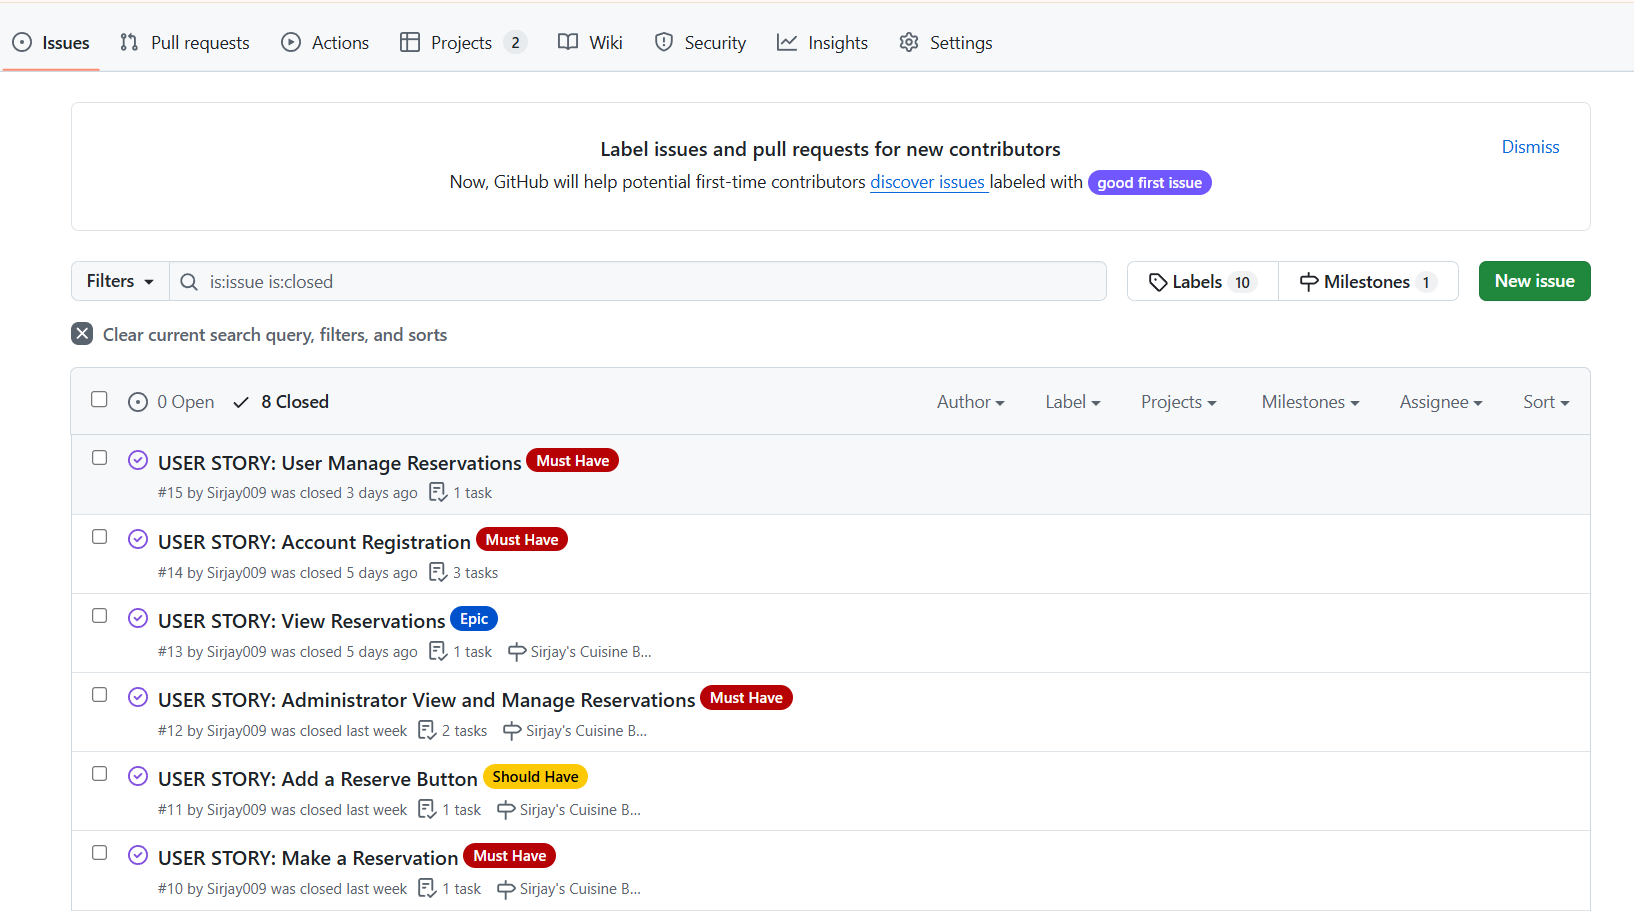 Issues Pull requests Actions Projects 2 Wiki Security Insights Settings
Label issues and pull requests for new contributors
Dismiss
Now, GitHub will help potential first-time contributors discover issues labeled with good first issue
Filters is:issue is:closed Labels 10 Milestones 1 New issue
Clear current search query, filters, and sorts
0 Open 8 Closed Author Label Projects Milestones Assignee Sort
USER STORY: User Manage Reservations Must Have
#15 by Sirjay009 was closed 3 days ago 1 task
USER STORY: Account Registration Must Have
#14 by Sirjay009 was closed 5 days ago 3 tasks
USER STORY: View Reservations Epic
#13 by Sirjay009 was closed 5 days ago 1 task Sirjay's Cuisine B...
USER STORY: Administrator View and Manage Reservations Must Have
#12 by Sirjay009 was closed last week 2 tasks Sirjay's Cuisine B...
USER STORY: Add a Reserve Button Should Have
#11 by Sirjay009 was closed last week 1 task Sirjay's Cuisine B...
USER STORY: Make a Reservation Must Have
#10 by Sirjay009 was closed last week 1 task Sirjay's Cuisine B...